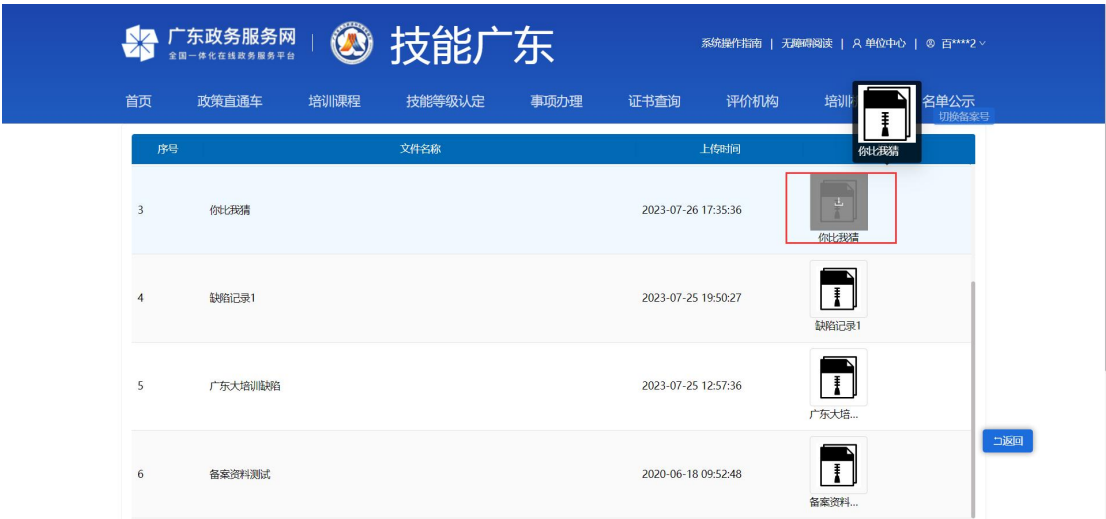 广东政务服务网
全国一体化在线政务服务平台
技能广东
系统操作指南 | 无障碍阅读 | 单位中心 | 百****2
首页 政策直通车 培训课程 技能等级认定 事项办理 证书查询 评价机构 培训 名单公示
切换备案号
你比我猜
序号 文件名称 上传时间
3 你比我猜 2023-07-26 17:35:36
你比我猜
4 缺陷记录1 2023-07-25 19:50:27
缺陷记录1
5 广东大培训缺陷 2023-07-25 12:57:36
广东大培...
返回
6 备案资料测试 2020-06-18 09:52:48
备案资料...